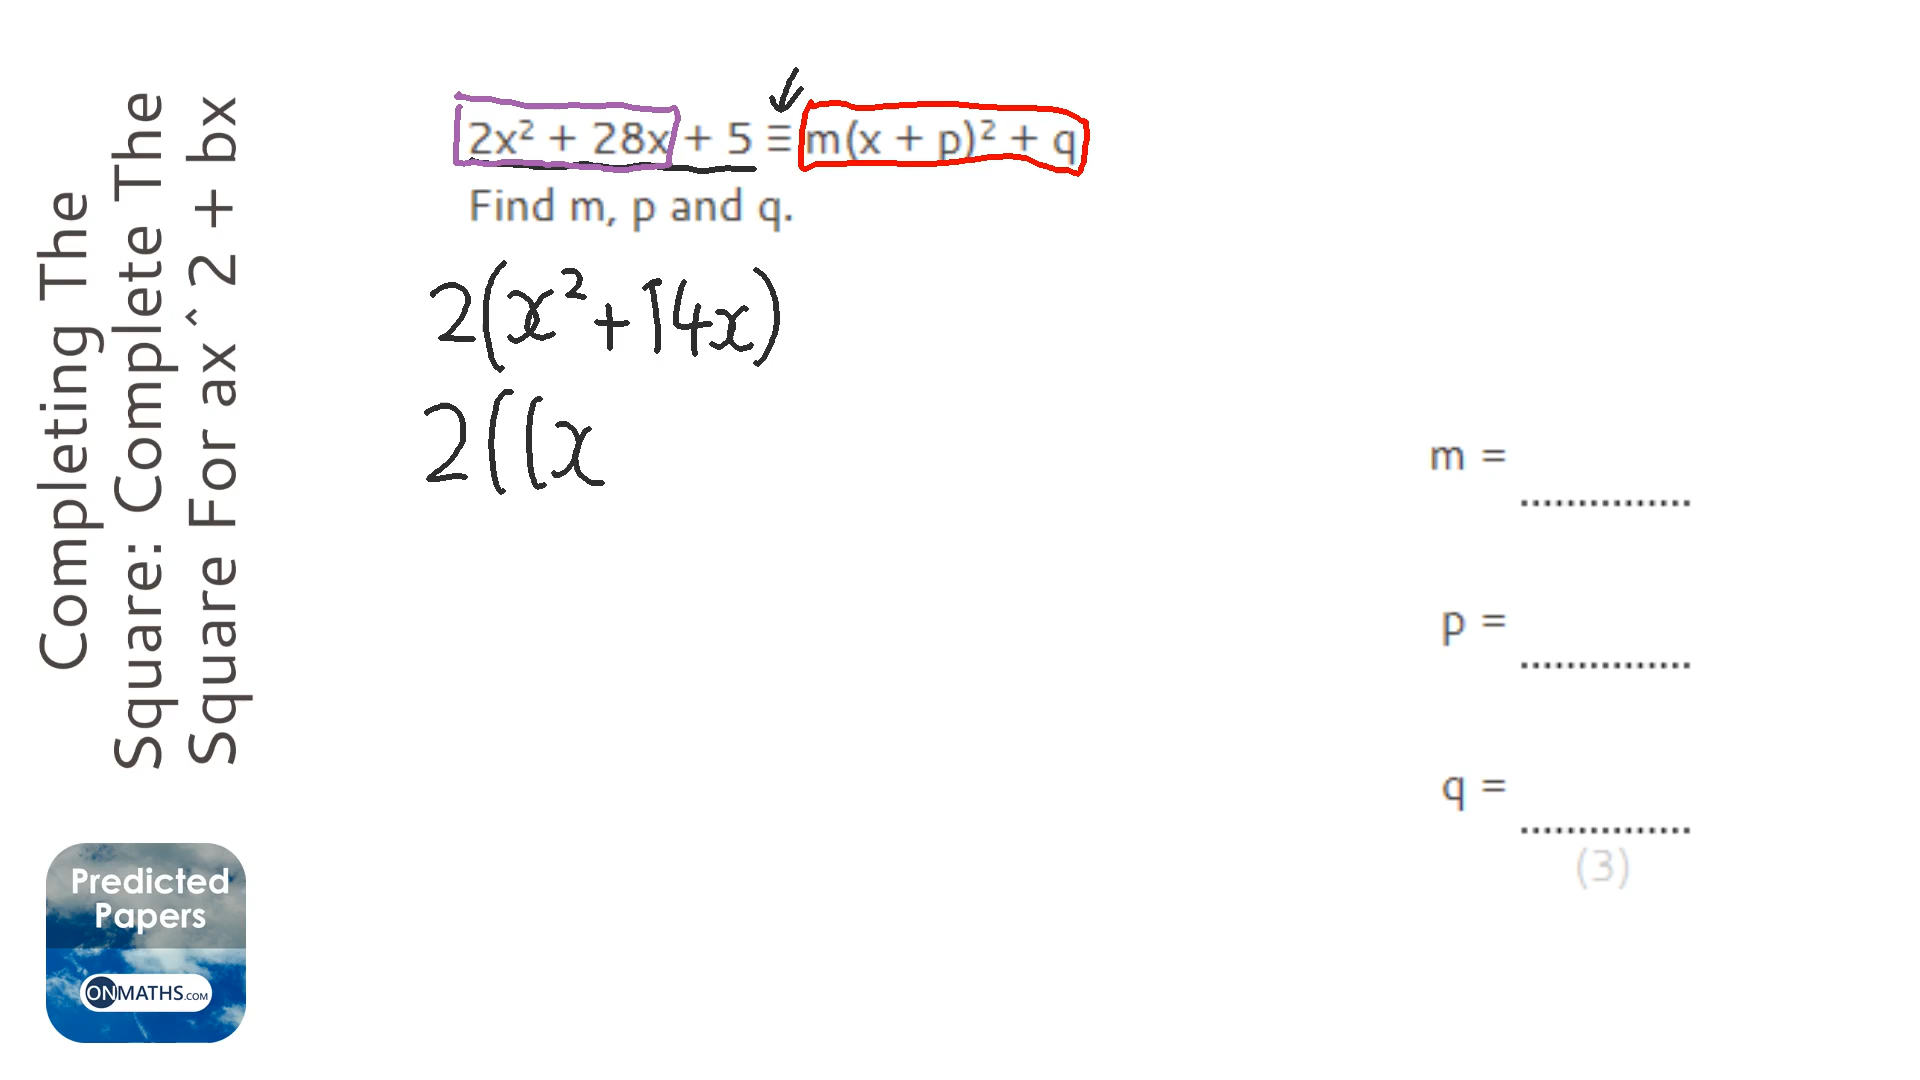 Completing The
Square: Complete The
Square For ax^2 + bx
2x² + 28x + 5 ≡ m(x + p)² + q
Find m, p and q.
2(x²+14x)
2((x
m =
p =
q =
(3)
Predicted
Papers
ONMATHS.COM